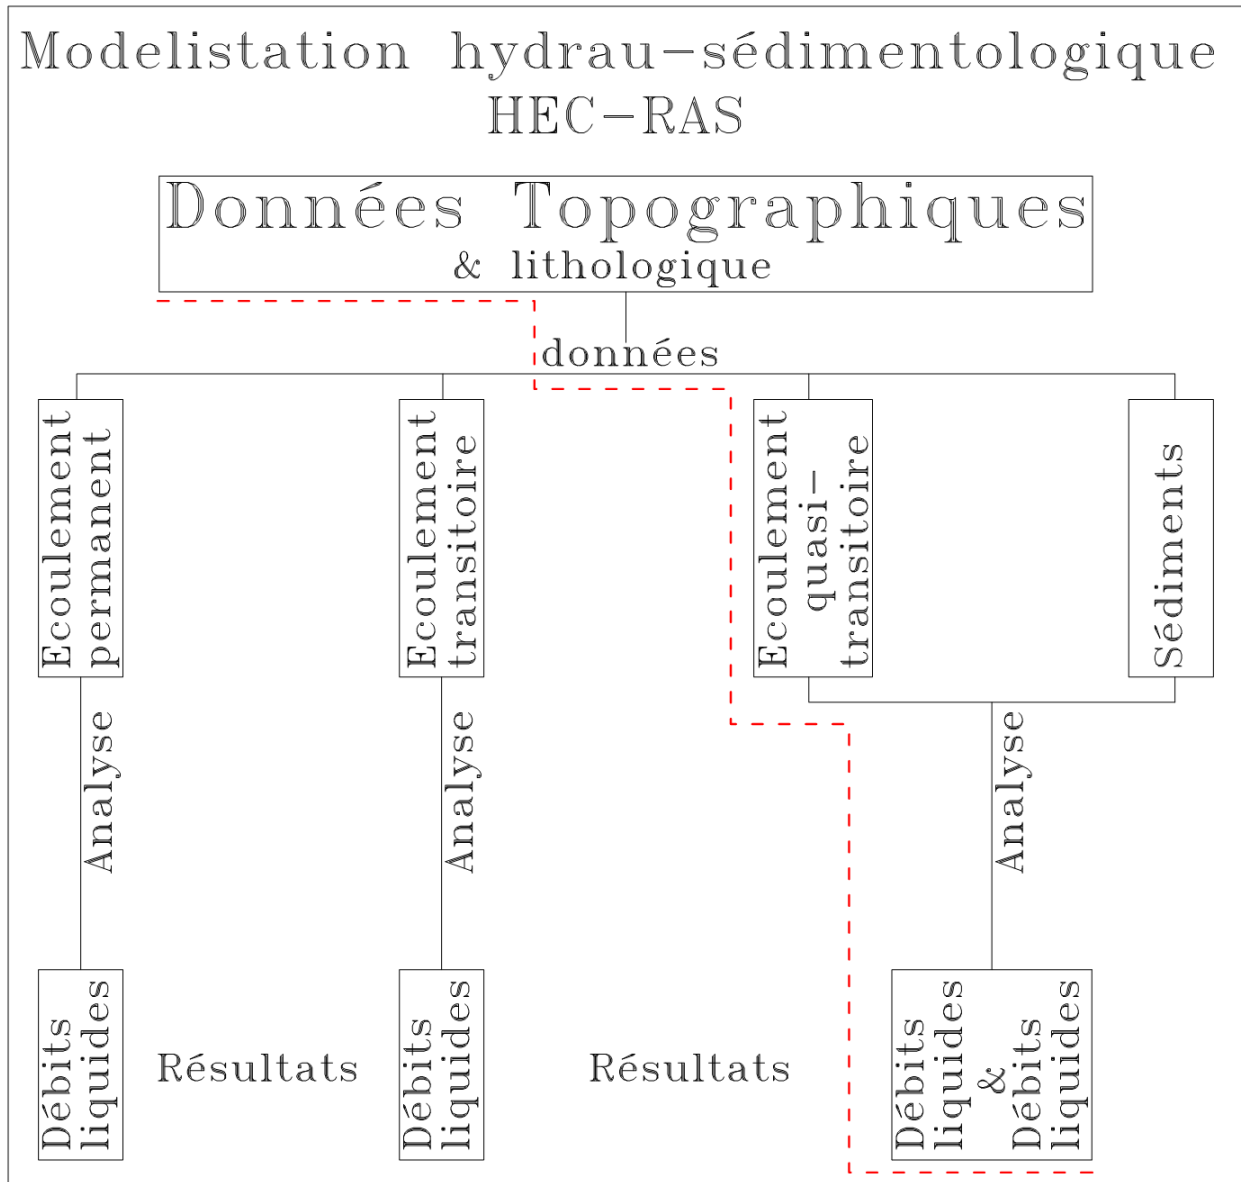 Modelistation hydrau-sédimentologique
HEC-RAS
Données Topographiques
& lithologique
données
Ecoulement
permanent
Ecoulement
transitoire
Ecoulement
quasi-
transitoire
Sédiments
Analyse
Analyse
Analyse
Débits
liquides
Résultats
Débits
liquides
Résultats
Débits
liquides
&
Débits
liquides